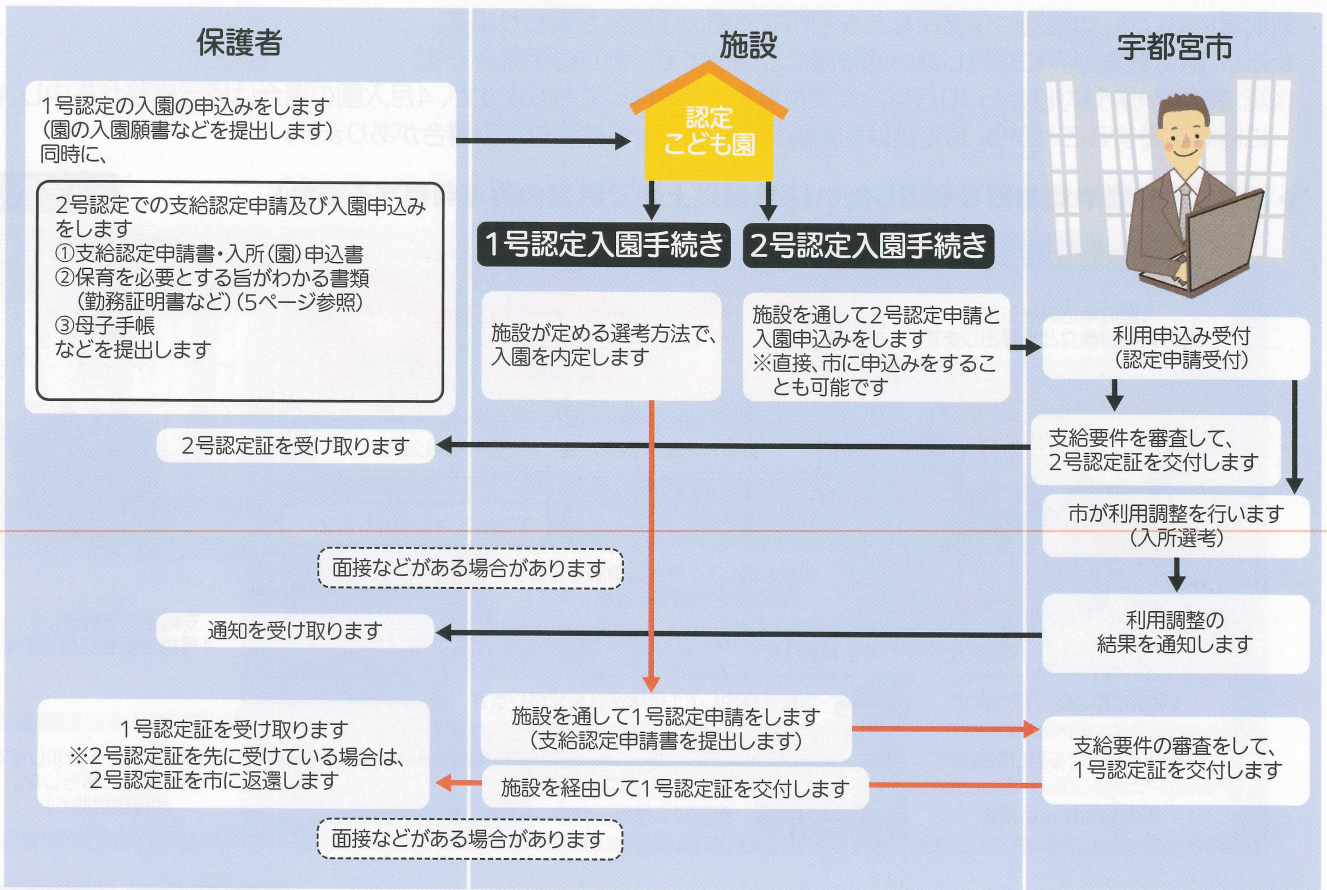 保護者
施設
宇都宮市
1号認定の入園の申込みをします
(園の入園願書などを提出します)
同時に、
2号認定での支給認定申請及び入園申込み
をします
①支給認定申請書・入所(園)申込書
②保育を必要とする旨がわかる書類
(勤務証明書など)(5ページ参照)
③母子手帳
などを提出します
認定
こども園
1号認定入園手続き
2号認定入園手続き
施設が定める選考方法で、
入園を内定します
施設を通して2号認定申請と
入園申込みをします
※直接、市に申込みをするこ
とも可能です
利用申込み受付
(認定申請受付)
2号認定証を受け取ります
支給要件を審査して、
2号認定証を交付します
市が利用調整を行います
(入所選考)
面接などがある場合があります
通知を受け取ります
利用調整の
結果を通知します
1号認定証を受け取ります
※2号認定証を先に受けている場合は、
2号認定証を市に返還します
施設を通して1号認定申請をします
(支給認定申請書を提出します)
施設を経由して1号認定証を交付します
支給要件の審査をして、
1号認定証を交付します
面接などがある場合があります